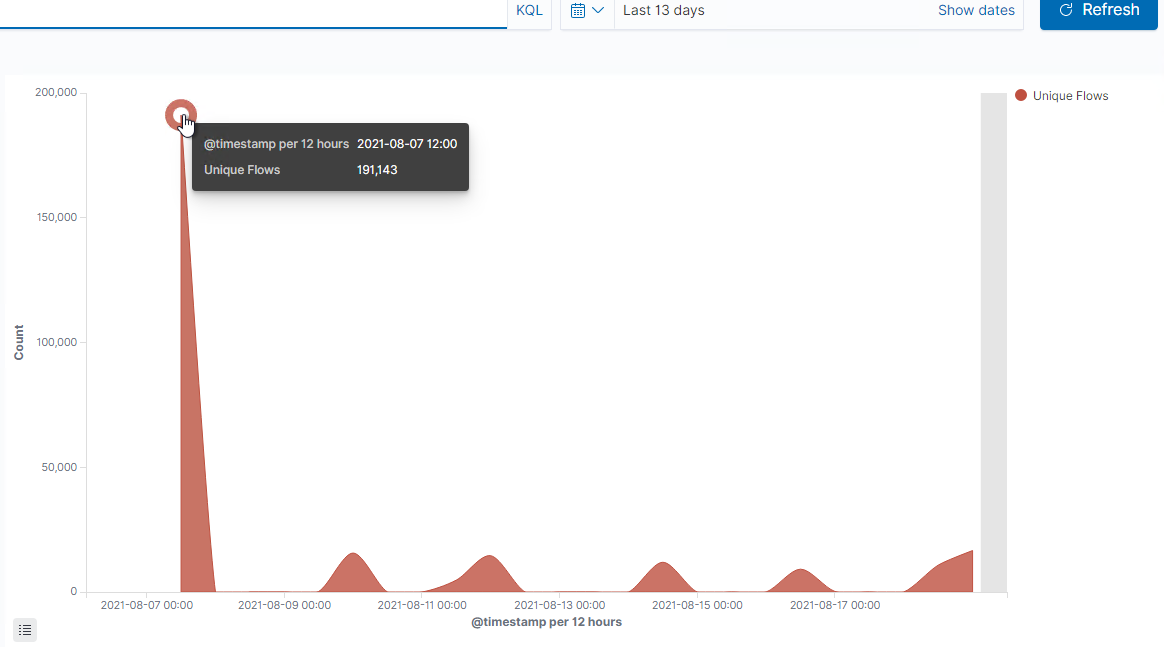 KQL
Last 13 days
Show dates
Refresh
200,000
150,000
100,000
50,000
0
Count
@timestamp per 12 hours 2021-08-07 12:00
Unique Flows 191,143
Unique Flows
2021-08-07 00:00 2021-08-09 00:00 2021-08-11 00:00 2021-08-13 00:00 2021-08-15 00:00 2021-08-17 00:00
@timestamp per 12 hours